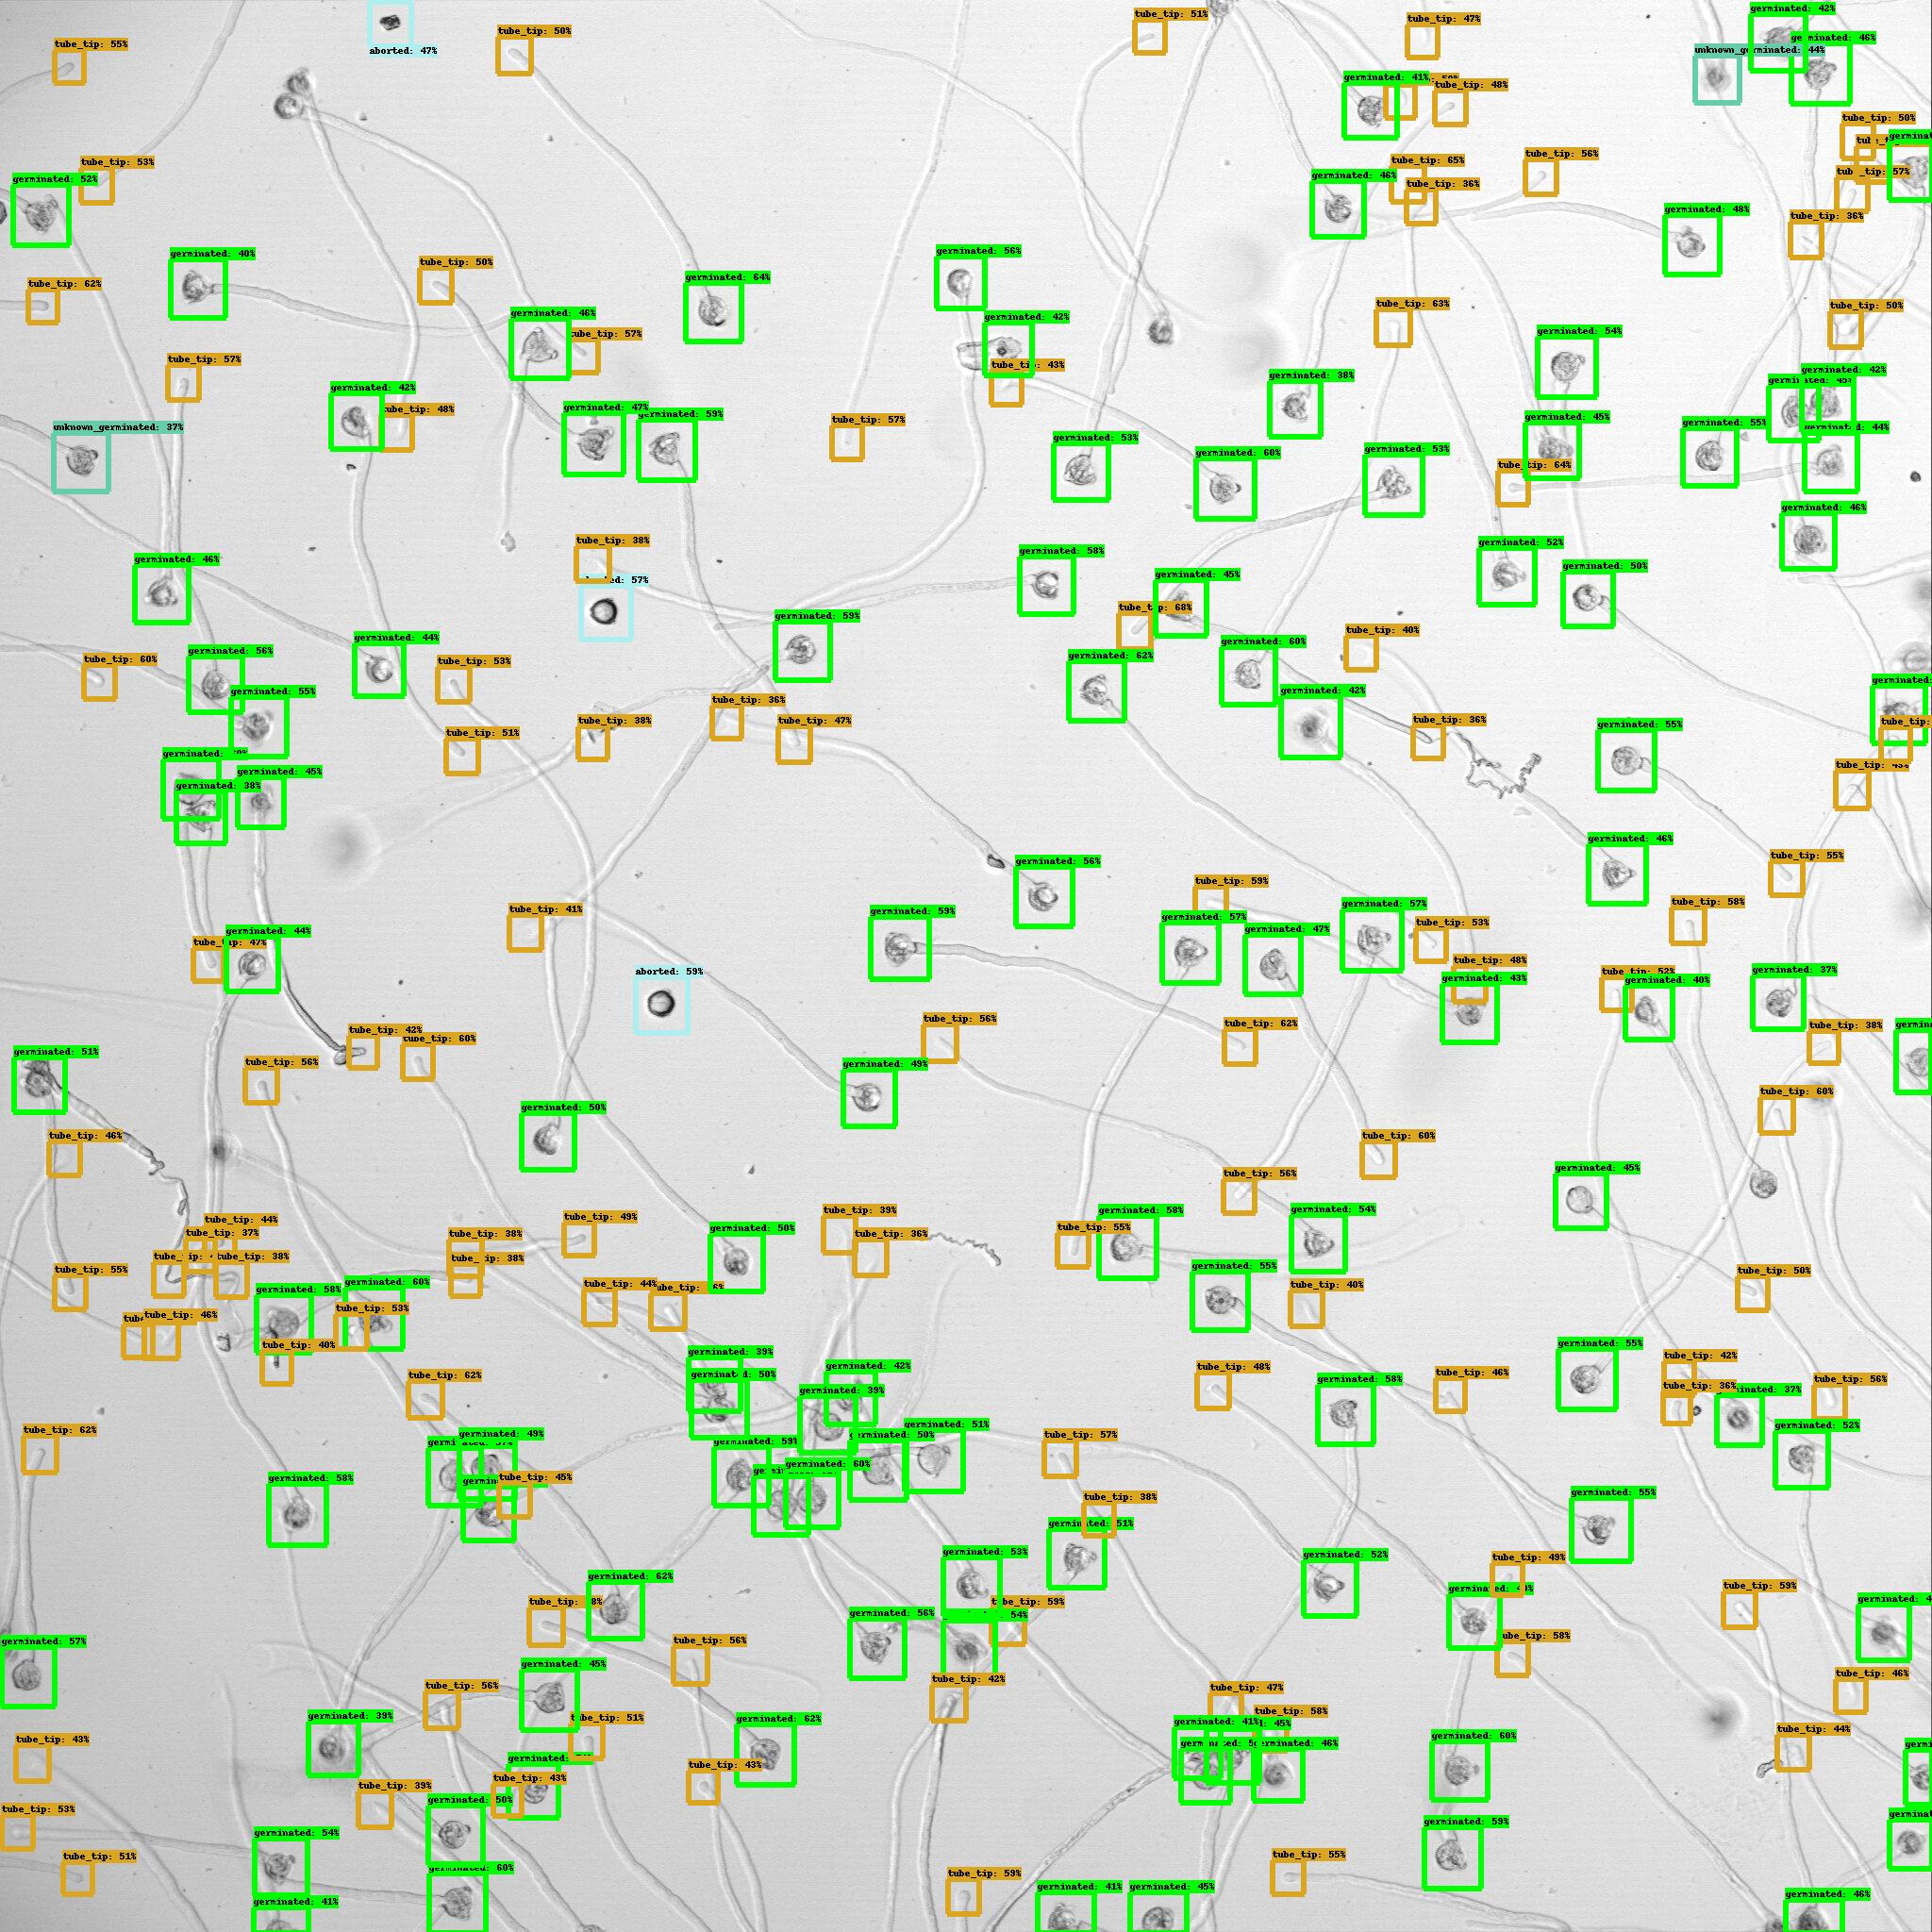 germinated: 42%
tube_tip: 51%
tube_tip: 47%
tube_tip: 50%
tube_tip: 55%
aborted: 47%
germinated: 46%
germinated: 41%
tube_tip: 48%
tube_tip: 50%
tube_tip: 53%
tube_tip: 65%
tube_tip: 56%
germinated: 52%
germinated: 46%
tube_tip: 36%
germinated: 48%
tube_tip: 36%
germinated: 40%
germinated: 56%
tube_tip: 50%
germinated: 64%
tube_tip: 62%
tube_tip: 63%
tube_tip: 50%
germinated: 46%
germinated: 42%
tube_tip: 57%
germinated: 54%
tube_tip: 57%
tube_tip: 43%
germinated: 42%
germinated: 38%
germinated: 42%
tube_tip: 48%
germinated: 47%
germinated: 59%
tube_tip: 57%
germinated: 45%
germinated: 55%
germinated: 44%
unknown_germinated: 37%
germinated: 53%
germinated: 60%
germinated: 53%
tube_tip: 64%
germinated: 46%
tube_tip: 38%
germinated: 58%
germinated: 52%
germinated: 46%
germinated: 45%
germinated: 50%
tube_tip: 68%
germinated: 59%
germinated: 44%
tube_tip: 40%
germinated: 60%
germinated: 56%
tube_tip: 60%
tube_tip: 53%
germinated: 62%
germinated: 55%
germinated: 42%
tube_tip: 36%
tube_tip: 38%
tube_tip: 47%
tube_tip: 36%
germinated: 55%
tube_tip: 51%
germinated: 45%
germinated: 38%
germinated: 46%
germinated: 56%
tube_tip: 55%
tube_tip: 59%
tube_tip: 41%
germinated: 59%
germinated: 57%
germinated: 57%
tube_tip: 58%
germinated: 44%
germinated: 47%
tube_tip: 53%
tube_tip: 47%
tube_tip: 48%
aborted: 59%
germinated: 43%
tube_tip: 52%
germinated: 40%
germinated: 37%
tube_tip: 56%
tube_tip: 62%
tube_tip: 38%
tube_tip: 42%
tube_tip: 60%
germinated: 51%
tube_tip: 56%
germinated: 49%
tube_tip: 60%
germinated: 50%
tube_tip: 46%
tube_tip: 60%
germinated: 45%
tube_tip: 56%
tube_tip: 44%
tube_tip: 49%
tube_tip: 39%
germinated: 58%
germinated: 54%
tube_tip: 37%
tube_tip: 38%
germinated: 50%
tube_tip: 36%
tube_tip: 55%
tube_tip: 38%
tube_tip: 38%
germinated: 55%
tube_tip: 55%
tube_tip: 50%
germinated: 58%
germinated: 60%
tube_tip: 44%
tube_tip: 40%
tube_tip: 46%
tube_tip: 53%
tube_tip: 40%
germinated: 39%
germinated: 55%
tube_tip: 42%
tube_tip: 62%
germinated: 50%
germinated: 42%
tube_tip: 48%
germinated: 58%
tube_tip: 46%
tube_tip: 36%
tube_tip: 56%
germinated: 39%
tube_tip: 62%
germinated: 49%
germinated: 59%
germinated: 50%
germinated: 51%
tube_tip: 57%
germinated: 52%
germinated: 58%
tube_tip: 45%
germinated: 60%
tube_tip: 38%
germinated: 55%
germinated: 51%
germinated: 53%
germinated: 52%
tube_tip: 49%
germinated: 62%
tube_tip: 59%
tube_tip: 59%
germinated: 56%
germinated: 57%
tube_tip: 56%
tube_tip: 58%
germinated: 45%
tube_tip: 56%
tube_tip: 42%
tube_tip: 47%
tube_tip: 46%
germinated: 39%
tube_tip: 51%
germinated: 62%
germinated: 41%
tube_tip: 58%
tube_tip: 43%
germinated: 46%
germinated: 60%
tube_tip: 44%
tube_tip: 39%
tube_tip: 43%
tube_tip: 43%
tube_tip: 53%
germinated: 50%
germinated: 54%
germinated: 59%
tube_tip: 51%
germinated: 60%
tube_tip: 59%
tube_tip: 55%
germinated: 41%
germinated: 41%
germinated: 45%
germinated: 46%